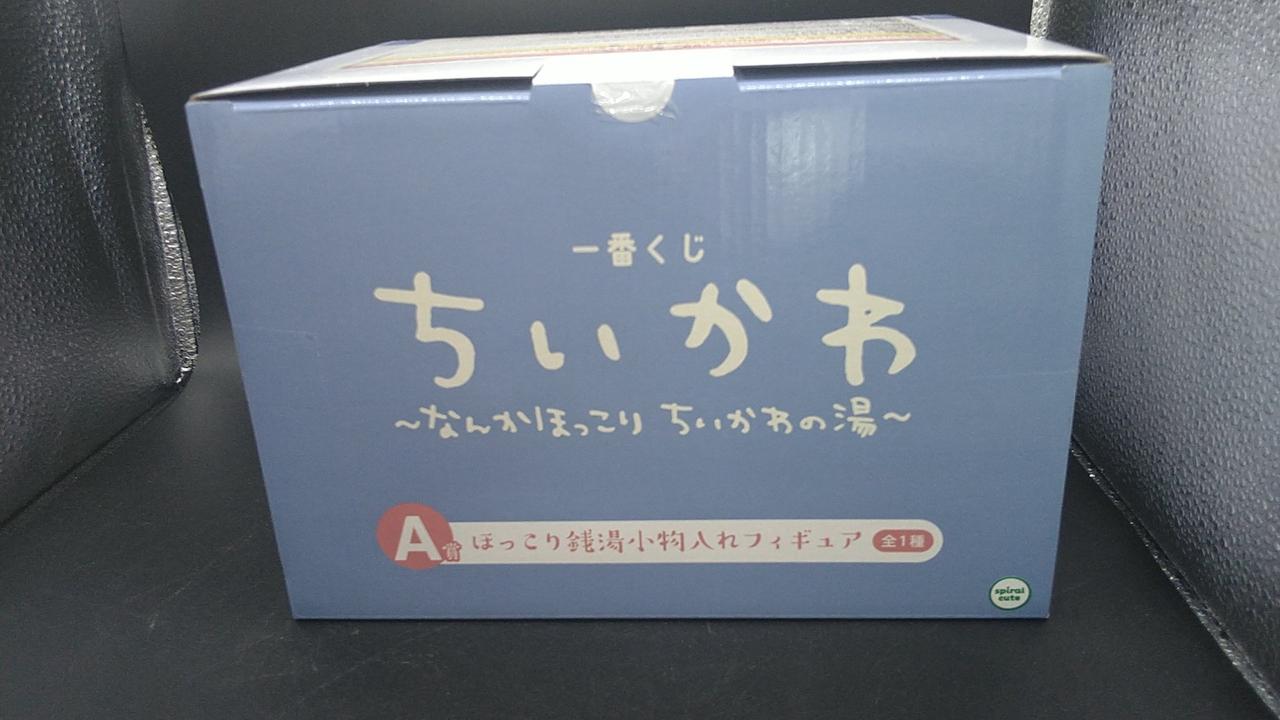 一番くじ
ちいかわ
~なんかほっこり ちいかわの湯~
A賞 ほっこり銭湯小物入れフィギュア 全1種
spiral
cute